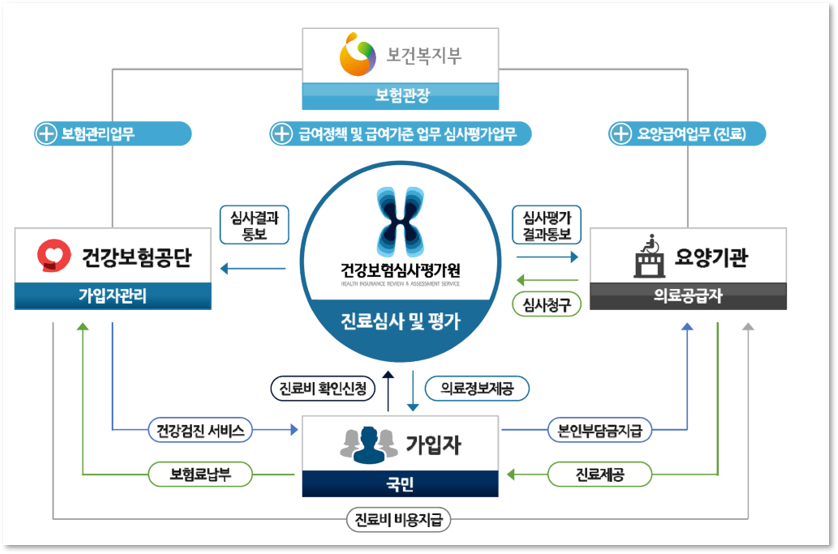 보건복지부
보험관장
보험관리업무
급여정책 및 급여기준 업무 심사평가업무
요양급여업무 (진료)
심사결과
통보
심사평가
결과통보
건강보험공단
가입자관리
건강보험심사평가원
HEALTH INSURANCE REVIEW & ASSESSMENT SERVICE
진료심사 및 평가
요양기관
의료공급자
심사청구
진료비 확인신청
의료정보제공
건강검진 서비스
가입자
본인부담금지급
보험료납부
국민
진료제공
진료비 비용지급